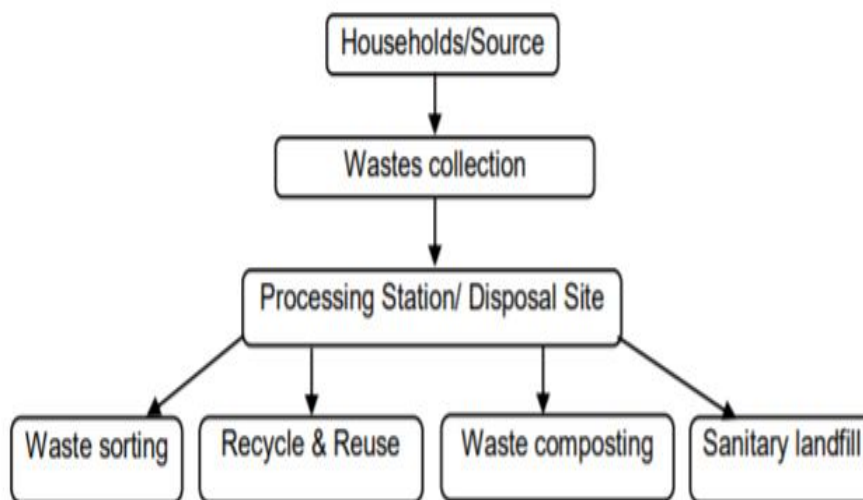 Households/Source
Wastes collection
Processing Station/ Disposal Site
Waste sorting
Recycle & Reuse
Waste composting
Sanitary landfill